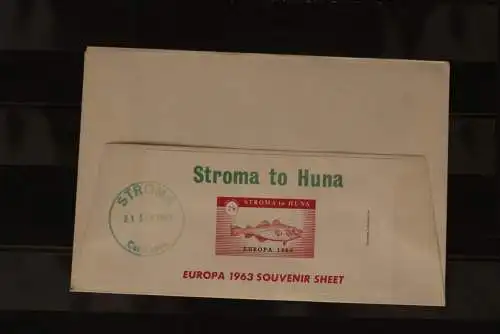 Stroma to Huna
STROMA
STROMA to HUNA
EUROPA 1963
EUROPA 1963 SOUVENIR SHEET